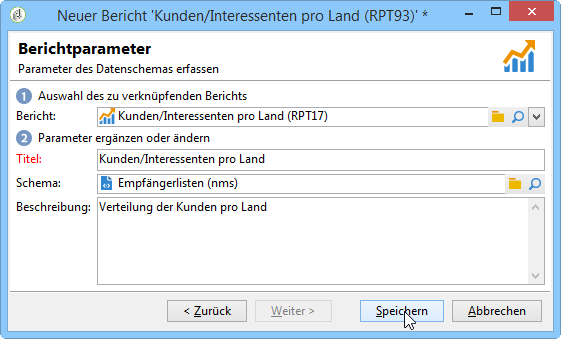 Neuer Bericht 'Kunden/Interessenten pro Land (RPT93)' *
Berichtparameter
Parameter des Datenschemas erfassen
1 Auswahl des zu verknüpfenden Berichts
Bericht: Kunden/Interessenten pro Land (RPT17)
2 Parameter ergänzen oder ändern
Titel: Kunden/Interessenten pro Land
Schema: Empfängerlisten (nms)
Beschreibung: Verteilung der Kunden pro Land
< Zurück Weiter > Speichern Abbrechen